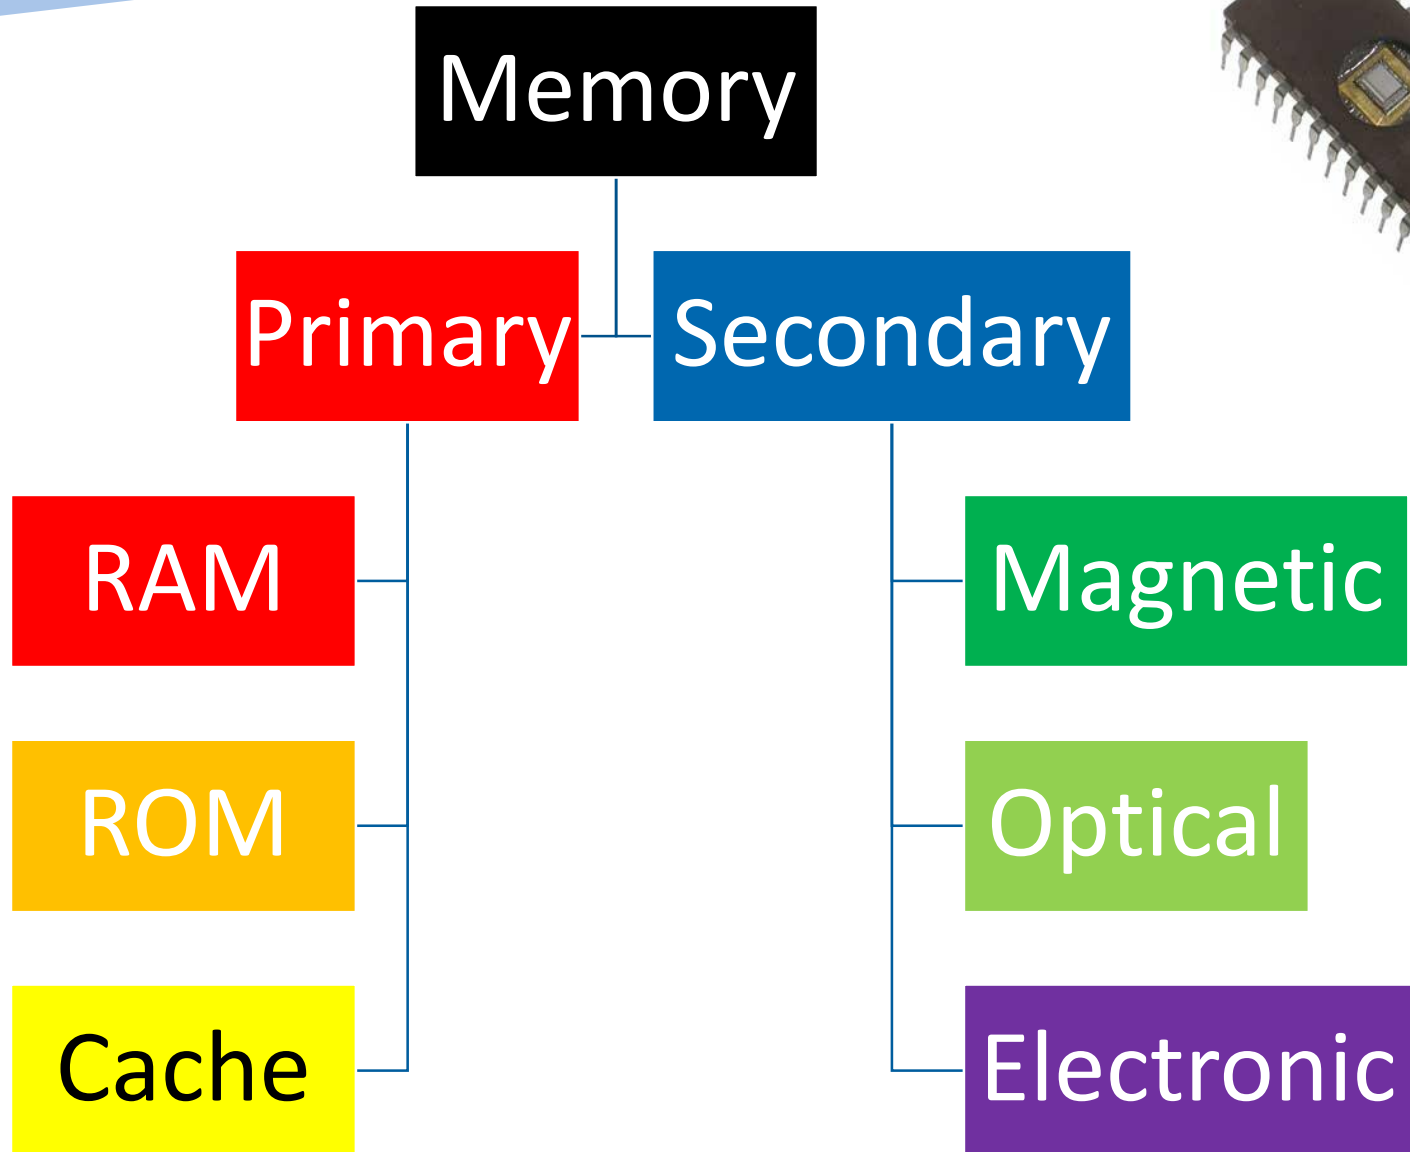 Memory
Primary
Secondary
RAM
Magnetic
ROM
Optical
Cache
Electronic